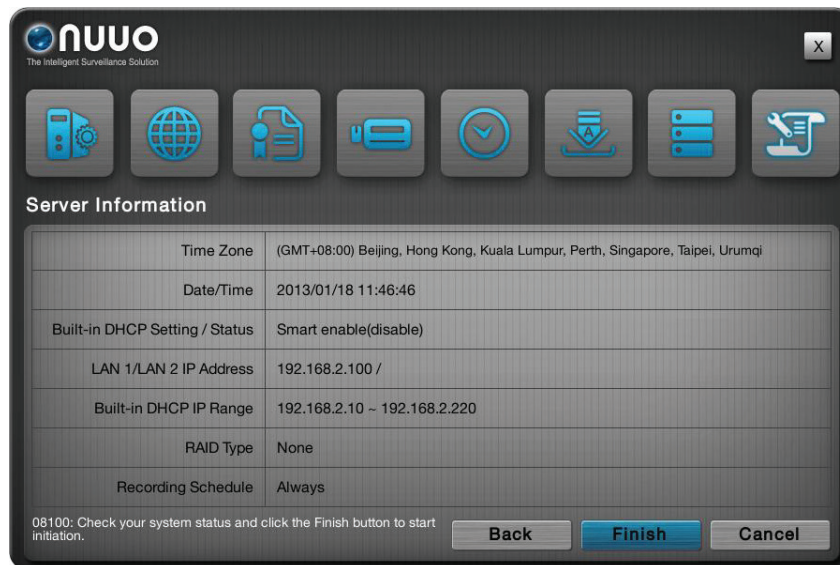 nuuo
The Intelligent Surveillance Solution
X
A
Server Information
Time Zone (GMT+08:00) Beijing, Hong Kong, Kuala Lumpur, Perth, Singapore, Taipei, Urumqi
Date/Time 2013/01/18 11:46:46
Built-in DHCP Setting / Status Smart enable(disable)
LAN 1/LAN 2 IP Address 192.168.2.100 /
Built-in DHCP IP Range 192.168.2.10 ~ 192.168.2.220
RAID Type None
Recording Schedule Always
08100: Check your system status and click the Finish button to start
initiation.
Back Finish Cancel